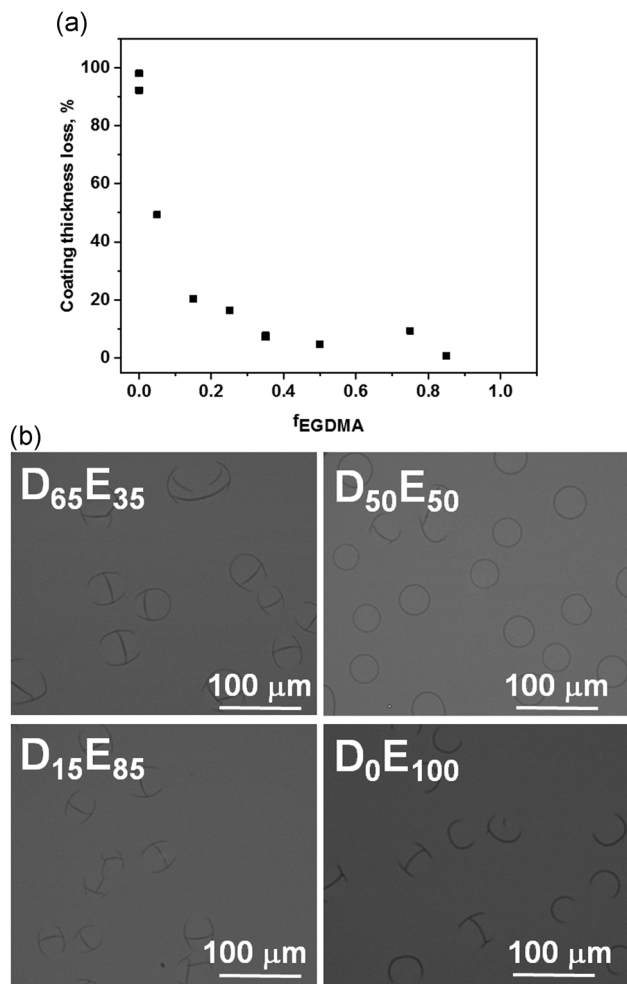 (a)
100
80
60
40
20
0
Coating thickness loss, %
0.0 0.2 0.4 0.6 0.8 1.0
fEGDMA
(b)
D65E35
100 μm
D50E50
100 μm
D15E85
100 μm
D0E100
100 μm